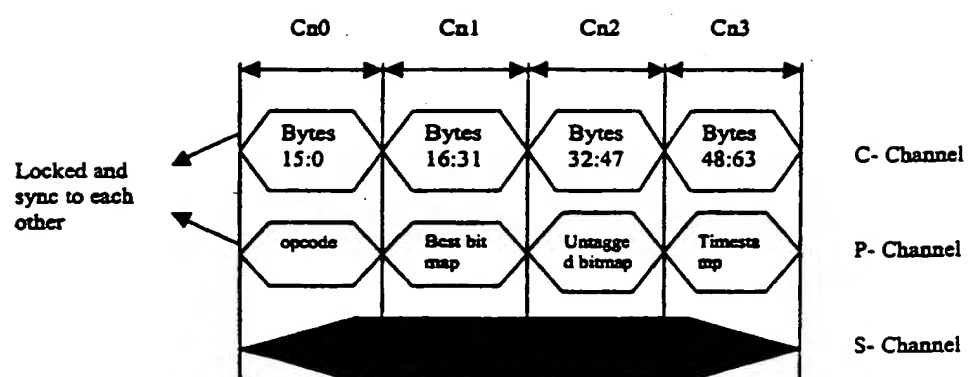 Cn0 Cn1 Cn2 Cn3
Bytes Bytes Bytes Bytes
15:0 16:31 32:47 48:63
C- Channel
Locked and
sync to each
other
opcode Best bit Untagge Timesta
map d bitmap mp
P- Channel
S- Channel